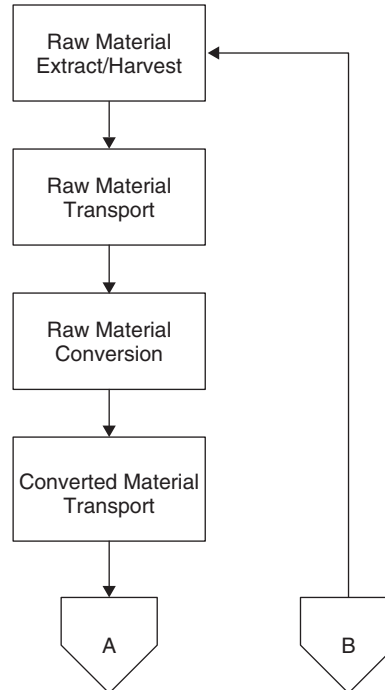 Raw Material
Extract/Harvest
Raw Material
Transport
Raw Material
Conversion
Converted Material
Transport
A
B